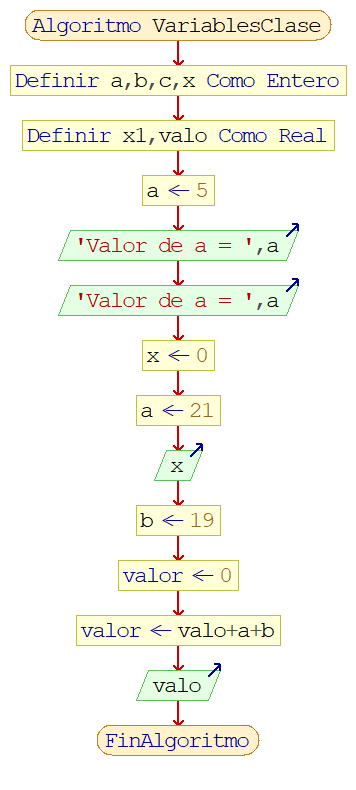 Algoritmo VariablesClase
Definir a,b,c,x Como Entero
Definir x1,valo Como Real
a ← 5
'Valor de a = ',a
'Valor de a = ',a
x ← 0
a ← 21
x
b ← 19
valor ← 0
valor ← valo+a+b
valo
FinAlgoritmo